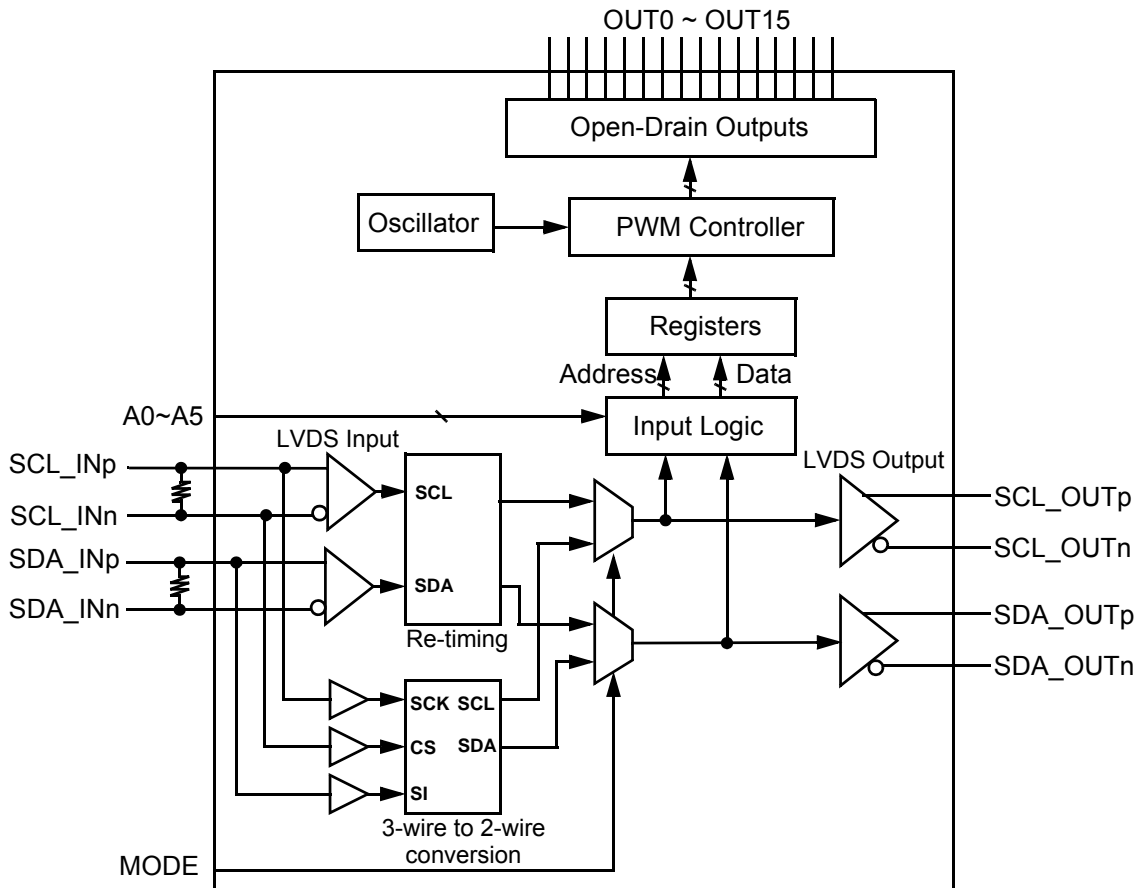 OUT0 ~ OUT15
Open-Drain Outputs
Oscillator
PWM Controller
Registers
Address
Data
A0~A5
Input Logic
LVDS Input
LVDS Output
SCL_INp
SCL_INn
SDA_INp
SDA_INn
SCL
SDA
Re-timing
SCL_OUTp
SCL_OUTn
SDA_OUTp
SDA_OUTn
SCK SCL
CS SDA
SI
3-wire to 2-wire
conversion
MODE